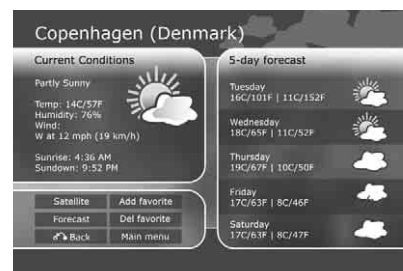 Copenhagen (Denmark)
Current Conditions
Partly Sunny
Temp: 14C/57F
Humidity: 76%
Wind:
W at 12 mph (19 km/h)
Sunrise: 4:36 AM
Sundown: 9:52 PM
Satellite
Add favorite
Forecast
Del favorite
Back
Main menu
5-day forecast
Tuesday
16C/101F | 11C/152F
Wednesday
18C/65F | 11C/52F
Thursday
19C/67F | 10C/50F
Friday
17C/63F | 8C/46F
Saturday
17C/63F | 8C/47F